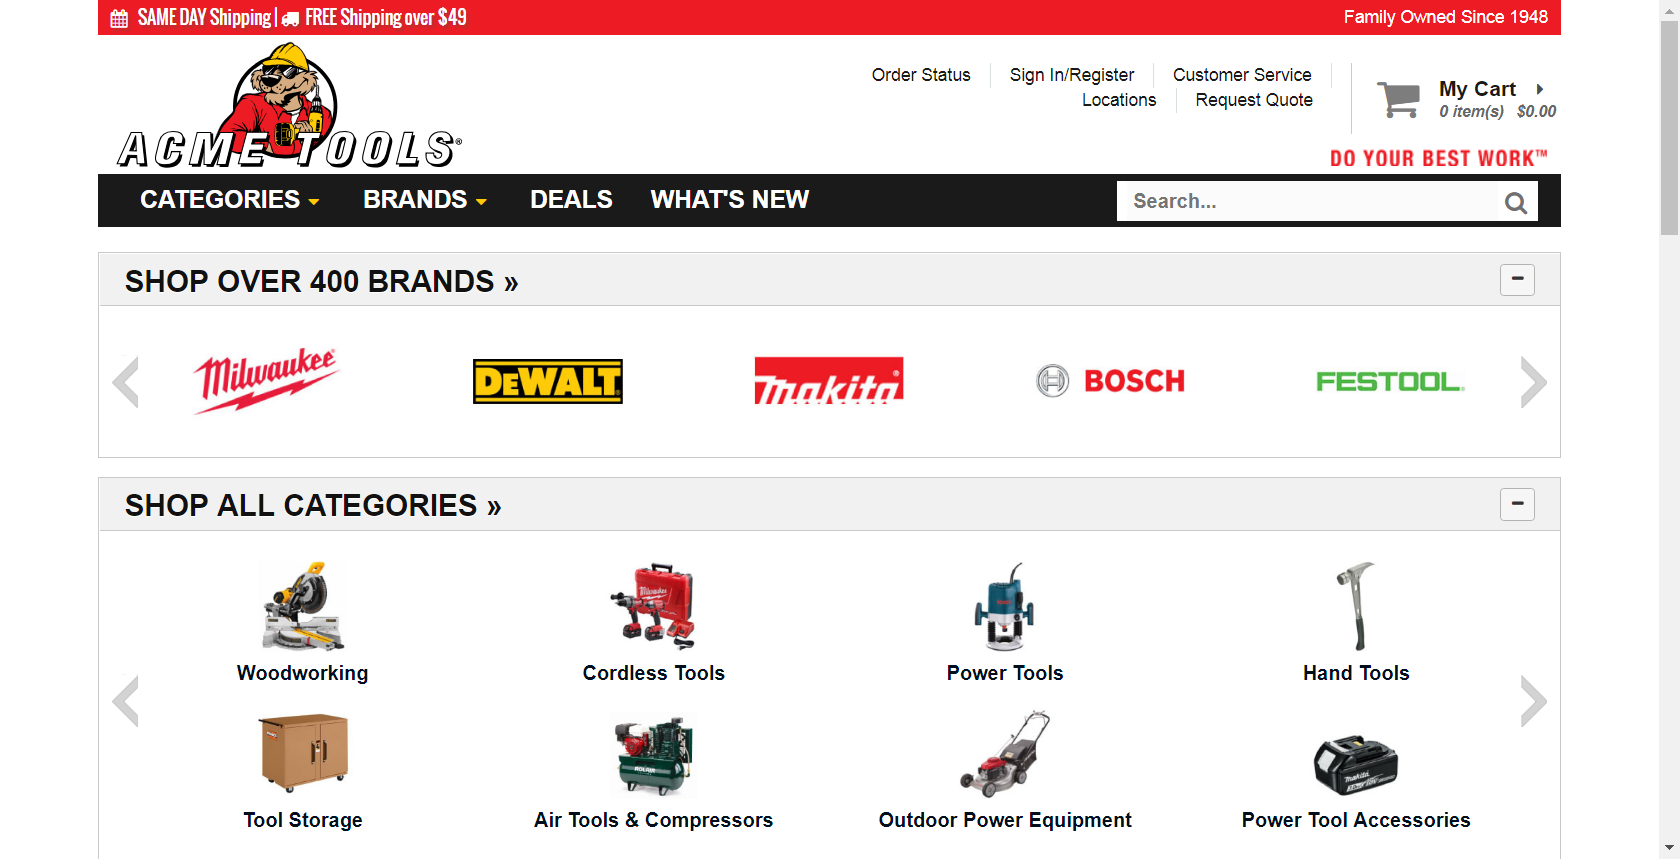 SAME DAY Shipping | FREE Shipping over $49
Family Owned Since 1948
ACME TOOLS®
Order Status
Sign In/Register
Customer Service
Locations
Request Quote
My Cart
0 item(s) $0.00
DO YOUR BEST WORK™
CATEGORIES
BRANDS
DEALS
WHAT'S NEW
Search...
SHOP OVER 400 BRANDS »
Milwaukee®
DEWALT
makita®
BOSCH
FESTOOL
SHOP ALL CATEGORIES »
Milwaukee
Woodworking
Cordless Tools
Power Tools
Hand Tools
ROLAIR
makita
Tool Storage
Air Tools & Compressors
Outdoor Power Equipment
Power Tool Accessories